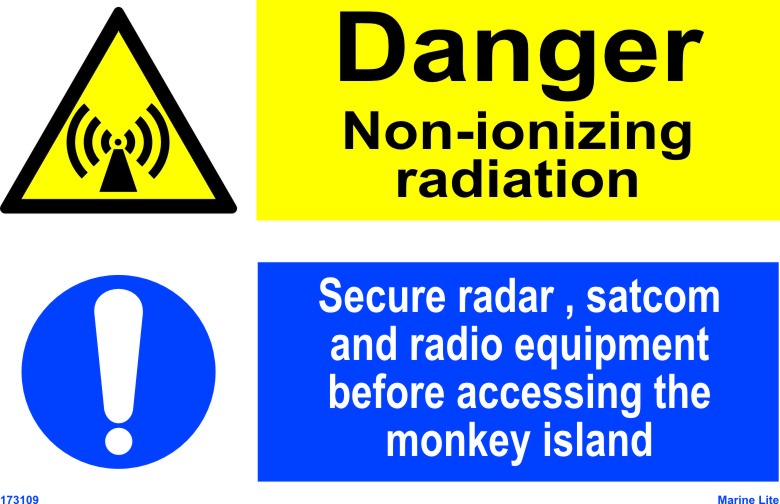 Danger
Non-ionizing
radiation
Secure radar , satcom
and radio equipment
before accessing the
monkey island
173109
Marine Lite